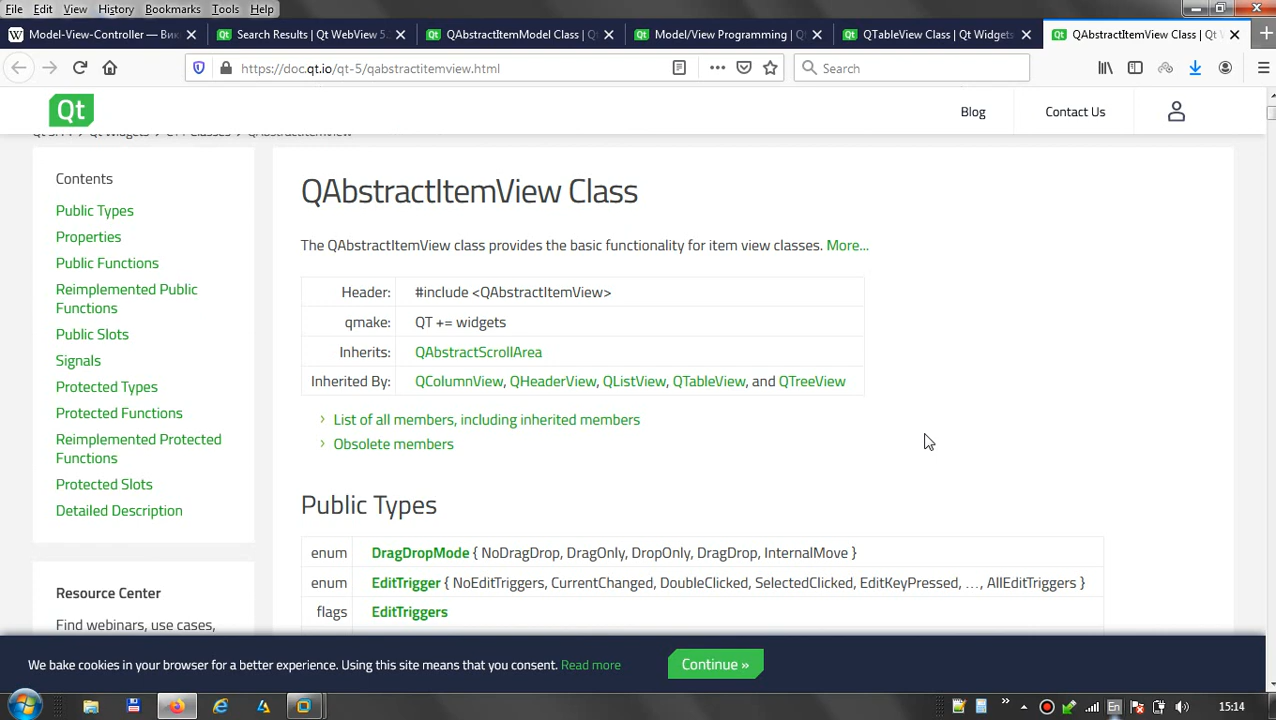 File Edit View History Bookmarks Tools Help
Model-View-Controller — Вик
Search Results | Qt WebView 5.
QAbstractItemModel Class | Qt
Model/View Programming | Q
QTableView Class | Qt Widgets
QAbstractItemView Class | Qt
https://doc.qt.io/qt-5/qabstractitemview.html
Search
Qt
Blog
Contact Us
Contents
Public Types
Properties
Public Functions
Reimplemented Public
Functions
Public Slots
Signals
Protected Types
Protected Functions
Reimplemented Protected
Functions
Protected Slots
Detailed Description
Resource Center
Find webinars, use cases,
QAbstractItemView Class
The QAbstractItemView class provides the basic functionality for item view classes. More...
Header: #include <QAbstractItemView>
qmake: QT += widgets
Inherits: QAbstractScrollArea
Inherited By: QColumnView, QHeaderView, QListView, QTableView, and QTreeView
List of all members, including inherited members
Obsolete members
Public Types
enum DragDropMode { NoDragDrop, DragOnly, DropOnly, DragDrop, InternalMove }
enum EditTrigger { NoEditTriggers, CurrentChanged, DoubleClicked, SelectedClicked, EditKeyPressed, …, AllEditTriggers }
flags EditTriggers
We bake cookies in your browser for a better experience. Using this site means that you consent. Read more
Continue »
En
15:14